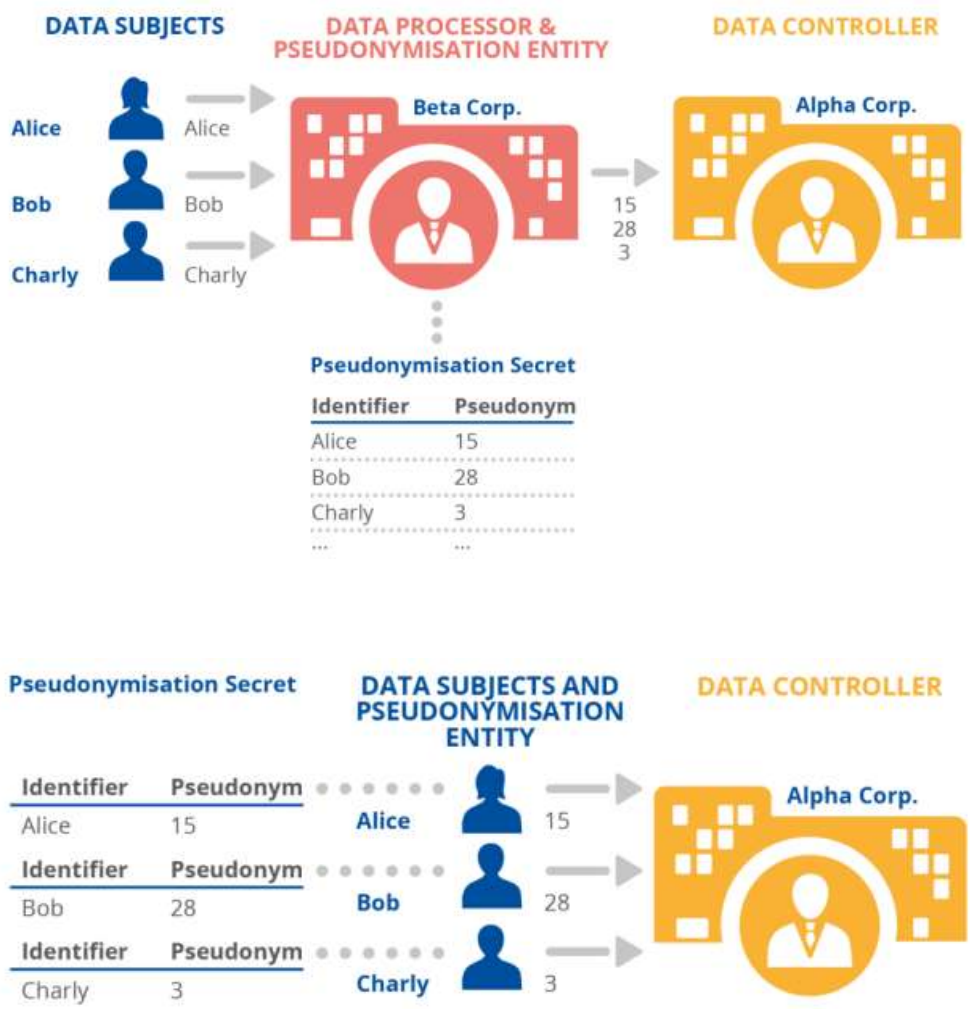 DATA SUBJECTS
DATA PROCESSOR &
PSEUDONYMISATION ENTITY
DATA CONTROLLER
Beta Corp.
Alpha Corp.
Alice
Alice
Bob
Bob
Charly
Charly
15
28
3
Pseudonymisation Secret
Identifier Pseudonym
Alice 15
Bob 28
Charly 3
... ...
Pseudonymisation Secret
DATA SUBJECTS AND
PSEUDONYMISATION
ENTITY
DATA CONTROLLER
Identifier Pseudonym
Alice 15
Alice
15
Identifier Pseudonym
Bob 28
Bob
28
Identifier Pseudonym
Charly 3
Charly
3
Alpha Corp.